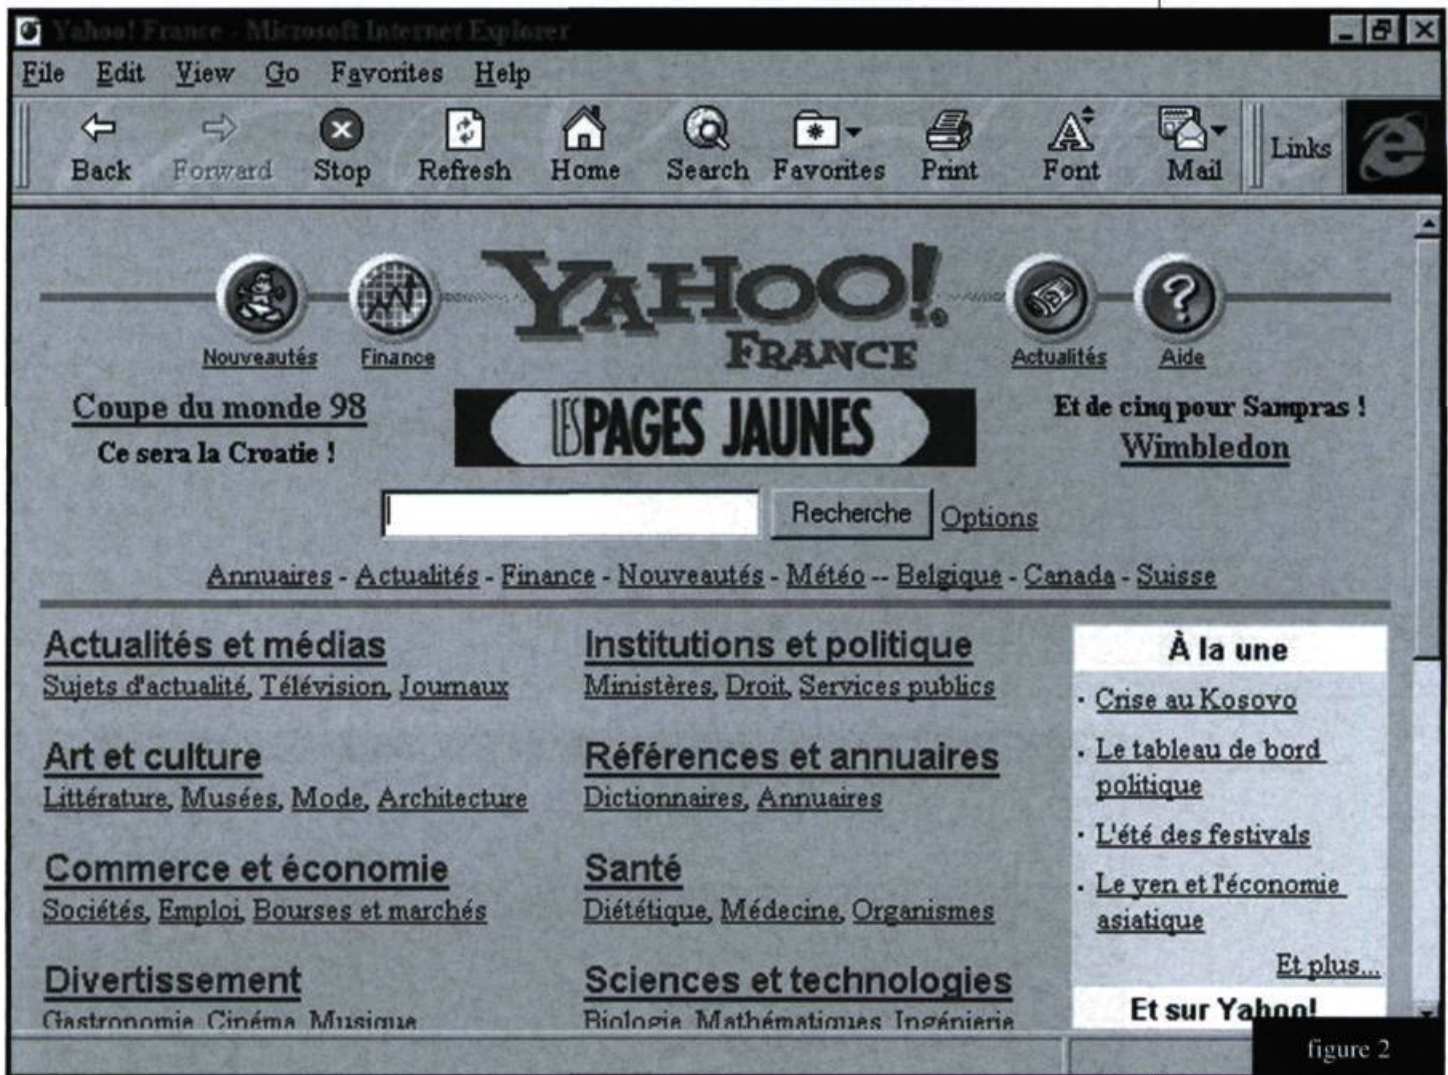 Yahoo! France - Microsoft Internet Explorer
File Edit View Go Favorites Help
Back Forward Stop Refresh Home Search Favorites Print Font Mail Links
YAHOO!
FRANCE
Nouveautés Finance Actualités Aide
Coupe du monde 98
Ce sera la Croatie !
LES PAGES JAUNES
Et de cinq pour Sampras !
Wimbledon
Recherche Options
Annuaires - Actualités - Finance - Nouveautés - Météo -- Belgique - Canada - Suisse
Actualités et médias
Sujets d'actualité, Télévision, Journaux
Art et culture
Littérature, Musées, Mode, Architecture
Commerce et économie
Sociétés, Emploi, Bourses et marchés
Divertissement
Gastronomie Cinéma Musique
Institutions et politique
Ministères, Droit, Services publics
Références et annuaires
Dictionnaires, Annuaires
Santé
Diététique, Médecine, Organismes
Sciences et technologies
Biologie Mathématiques Ingénierie
À la une
· Crise au Kosovo
· Le tableau de bord
politique
· L'été des festivals
· Le yen et l'économie
asiatique
Et plus...
Et sur Yahoo!
figure 2